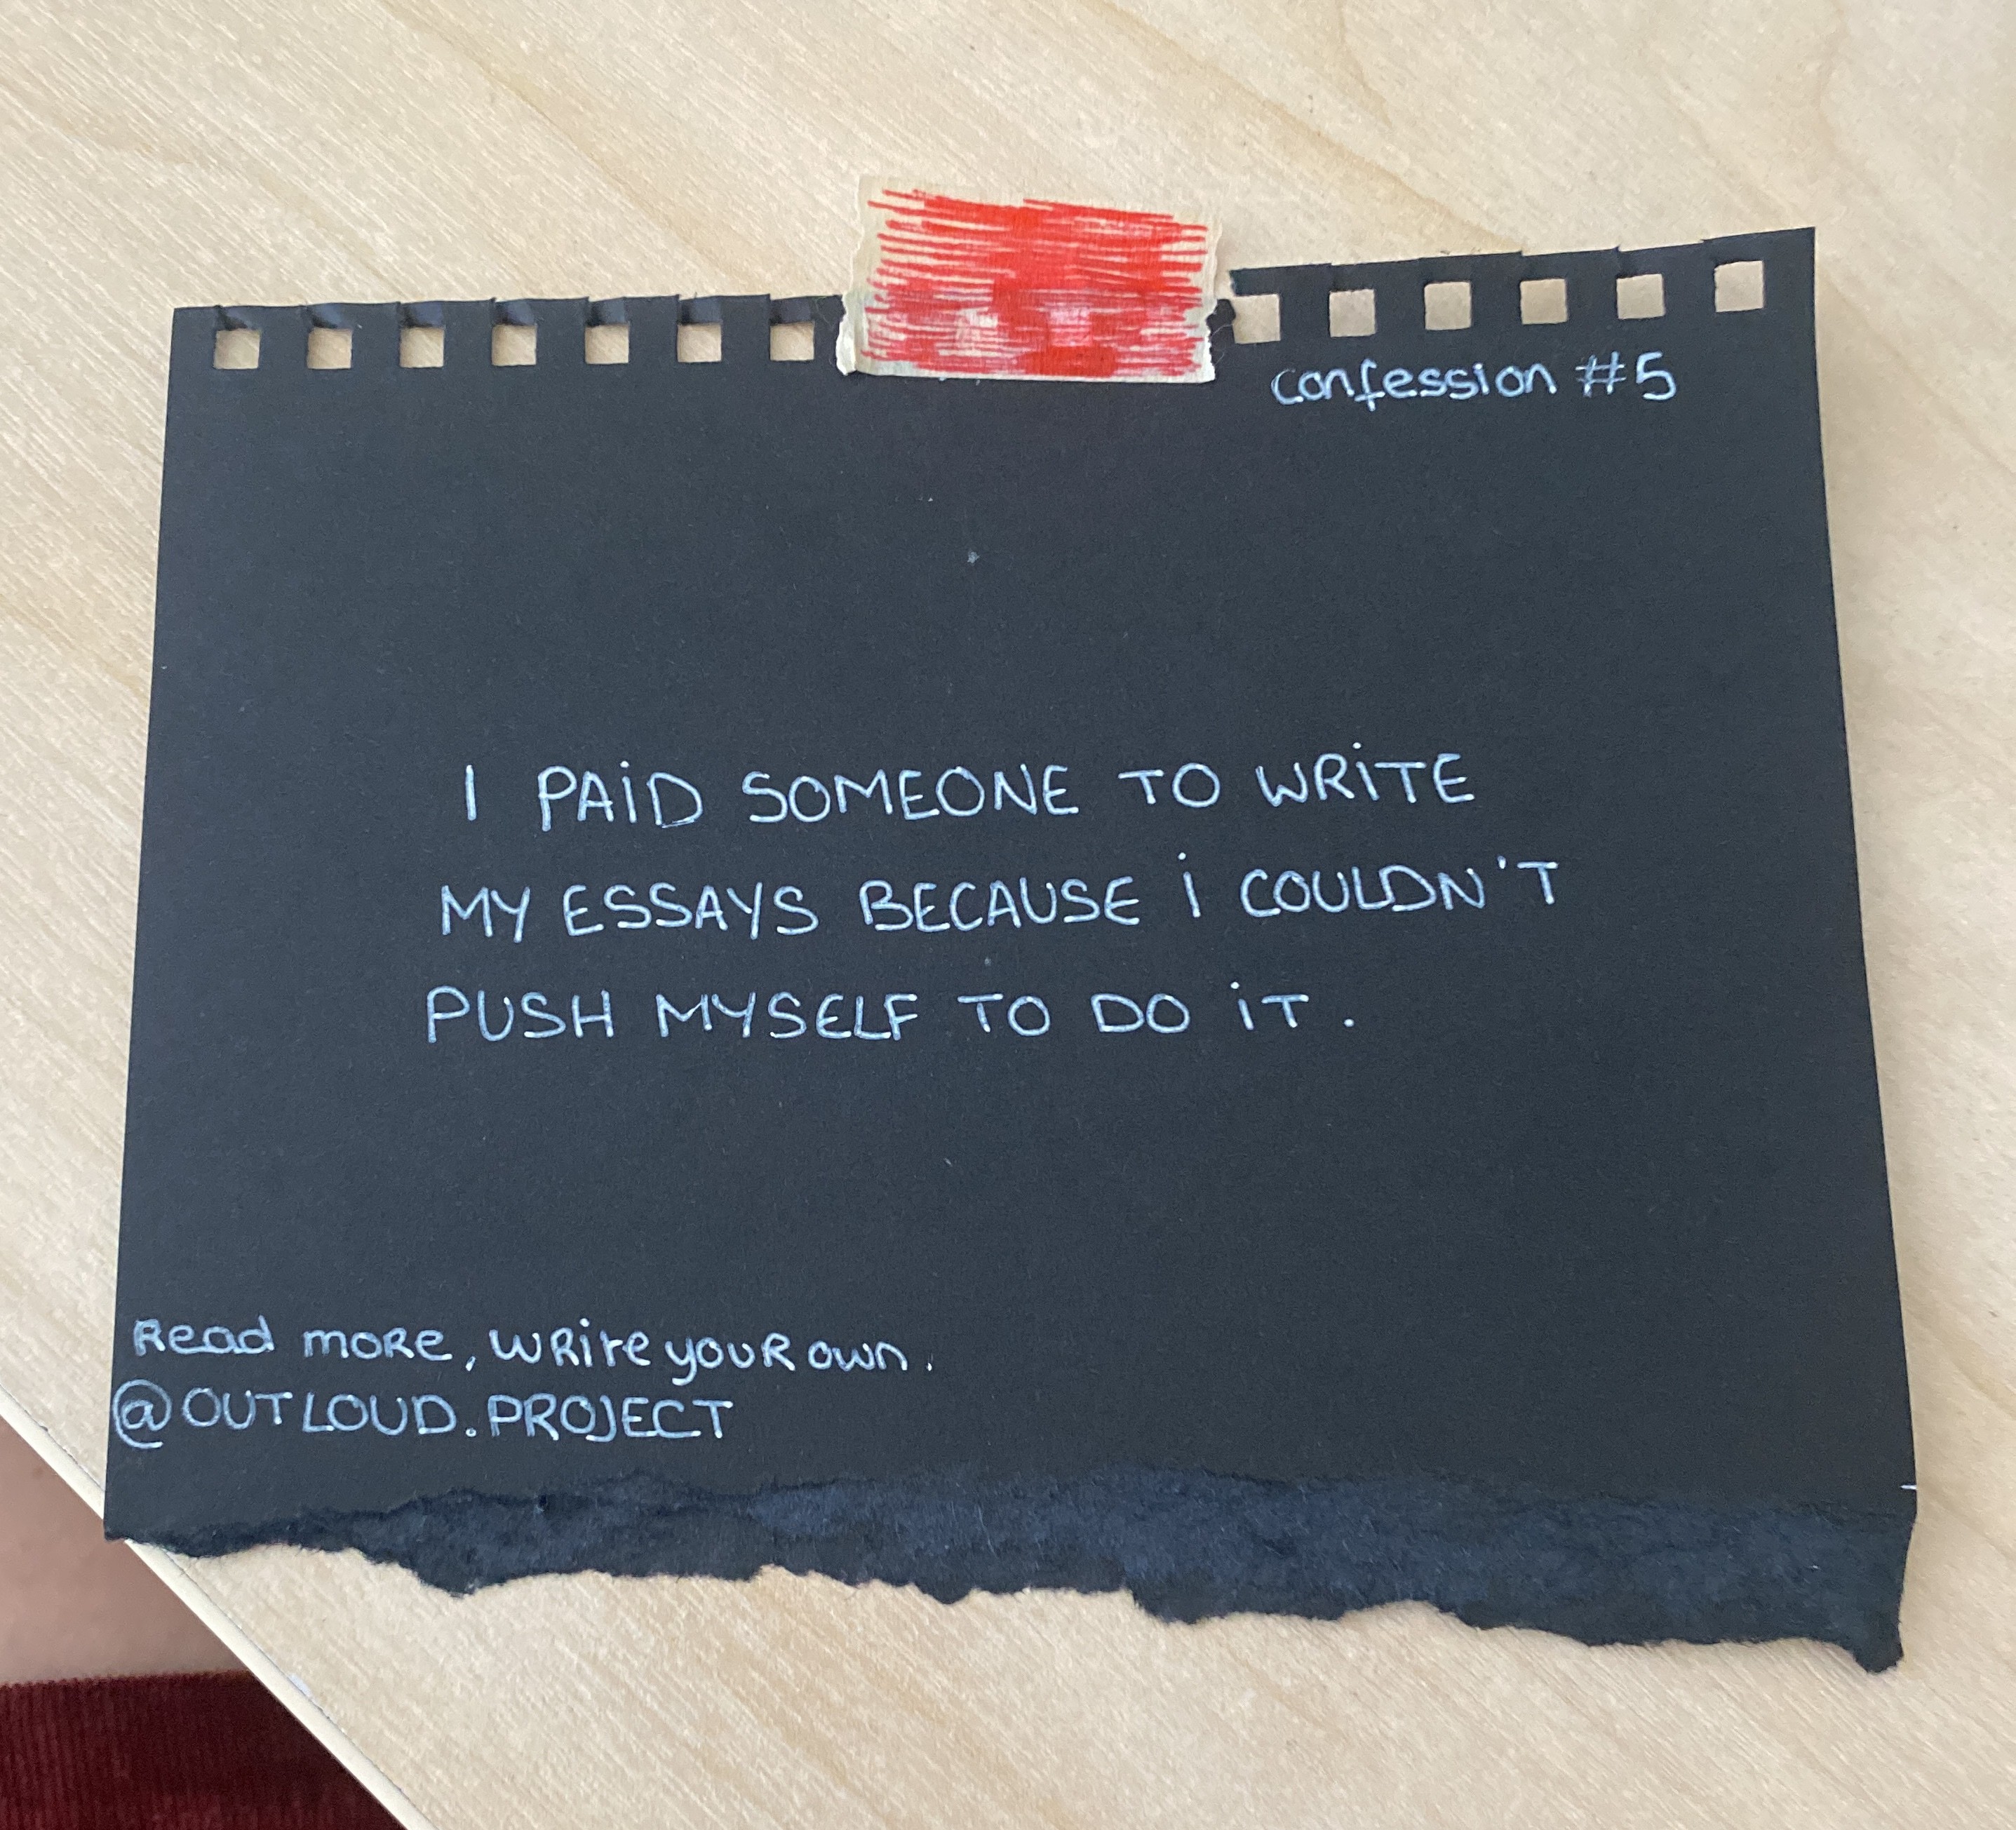 confession #5
I PAiD SOMEONE TO WRiTE
MY ESSAYS BECAUSE i COULDN'T
PUSH MYSELF TO DO iT.
Read more, write your own.
@OUTLOUD.PROJECT